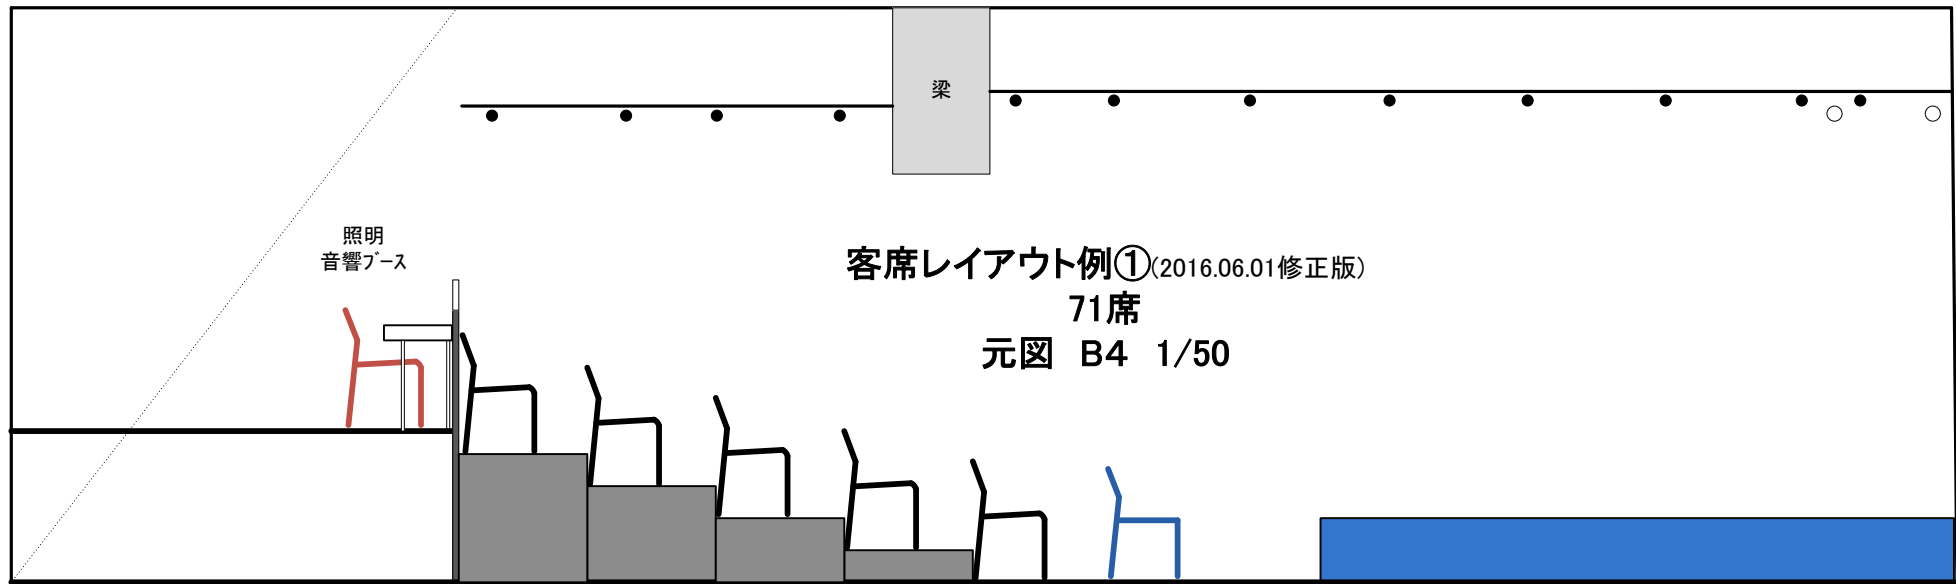 梁
照明
音響ﾌﾞｰｽ
客席レイアウト例①(2016.06.01修正版)
71席
元図　B4　1/50